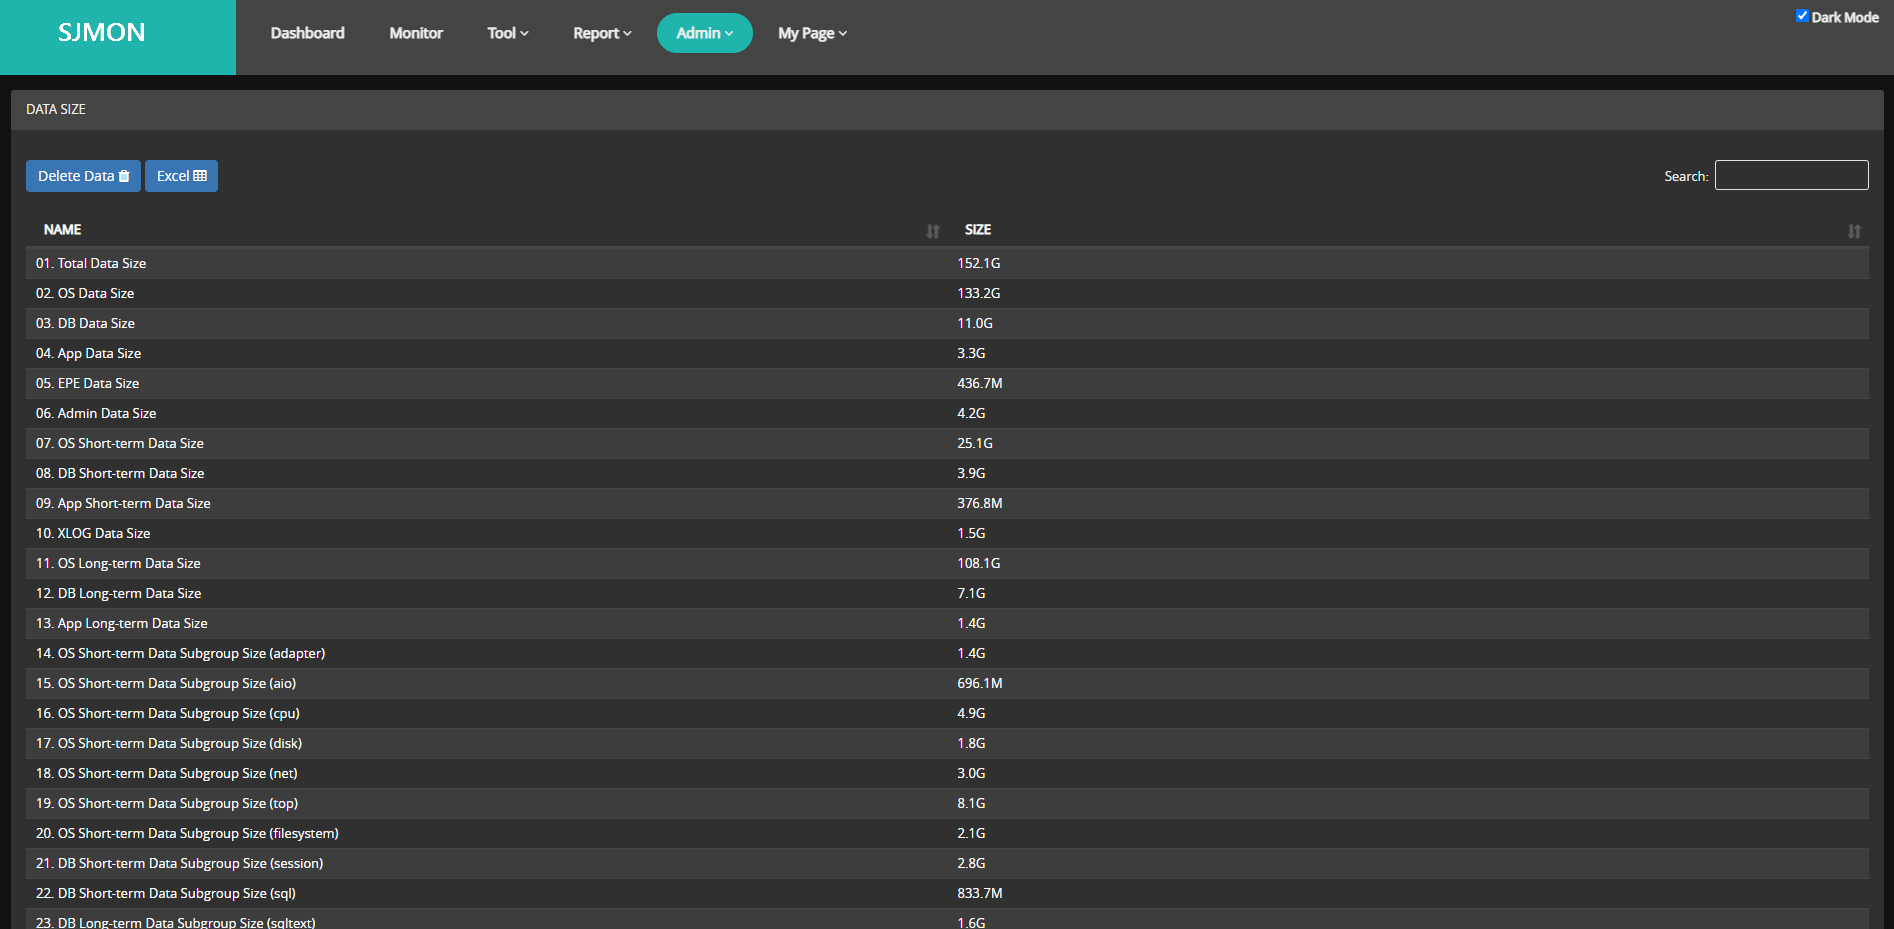 SJMON
Dashboard Monitor Tool Report Admin My Page
Dark Mode
DATA SIZE
Delete Data Excel
Search:
NAME SIZE
01. Total Data Size 152.1G
02. OS Data Size 133.2G
03. DB Data Size 11.0G
04. App Data Size 3.3G
05. EPE Data Size 436.7M
06. Admin Data Size 4.2G
07. OS Short-term Data Size 25.1G
08. DB Short-term Data Size 3.9G
09. App Short-term Data Size 376.8M
10. XLOG Data Size 1.5G
11. OS Long-term Data Size 108.1G
12. DB Long-term Data Size 7.1G
13. App Long-term Data Size 1.4G
14. OS Short-term Data Subgroup Size (adapter) 1.4G
15. OS Short-term Data Subgroup Size (aio) 696.1M
16. OS Short-term Data Subgroup Size (cpu) 4.9G
17. OS Short-term Data Subgroup Size (disk) 1.8G
18. OS Short-term Data Subgroup Size (net) 3.0G
19. OS Short-term Data Subgroup Size (top) 8.1G
20. OS Short-term Data Subgroup Size (filesystem) 2.1G
21. DB Short-term Data Subgroup Size (session) 2.8G
22. DB Short-term Data Subgroup Size (sql) 833.7M
23. DB Long-term Data Subgroup Size (sqltext) 1.6G